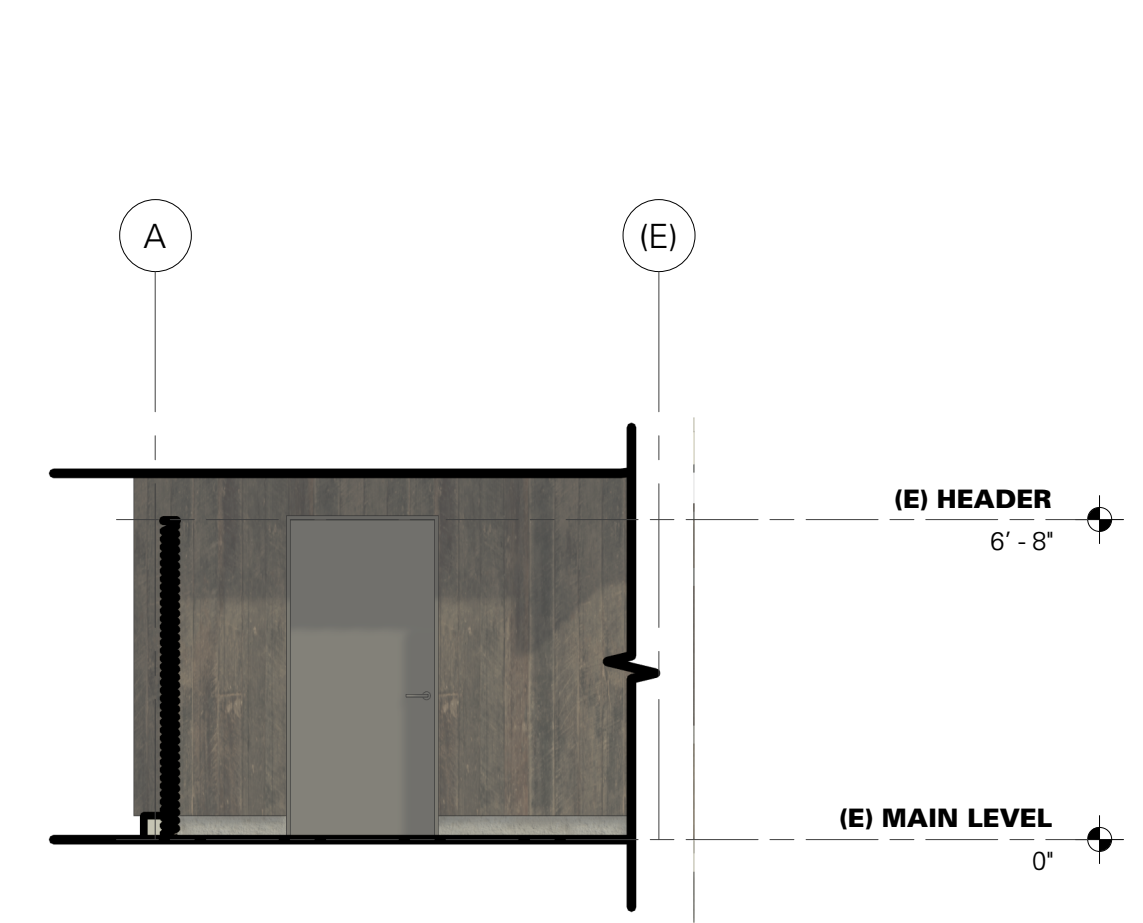 A
(E)
(E) HEADER
6' - 8"
(E) MAIN LEVEL
0"